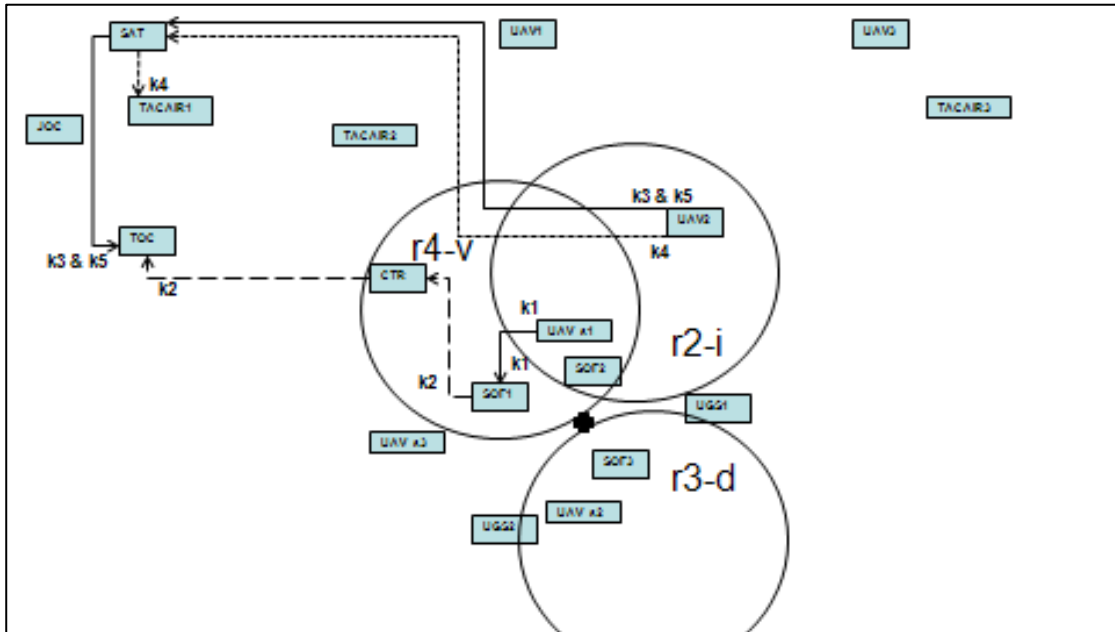 SAT
UAV1
UAV3
k4
TACAIR1
TACAIR3
JOC
TACAIR2
k3 & k5
UAV2
TOC
r4-v
k4
k3 & k5
CTR
k2
k1
UAV a1
r2-i
k1
SOF2
k2
SOF1
UGS1
UAV a3
SOF3
r3-d
UAV a2
UGS2